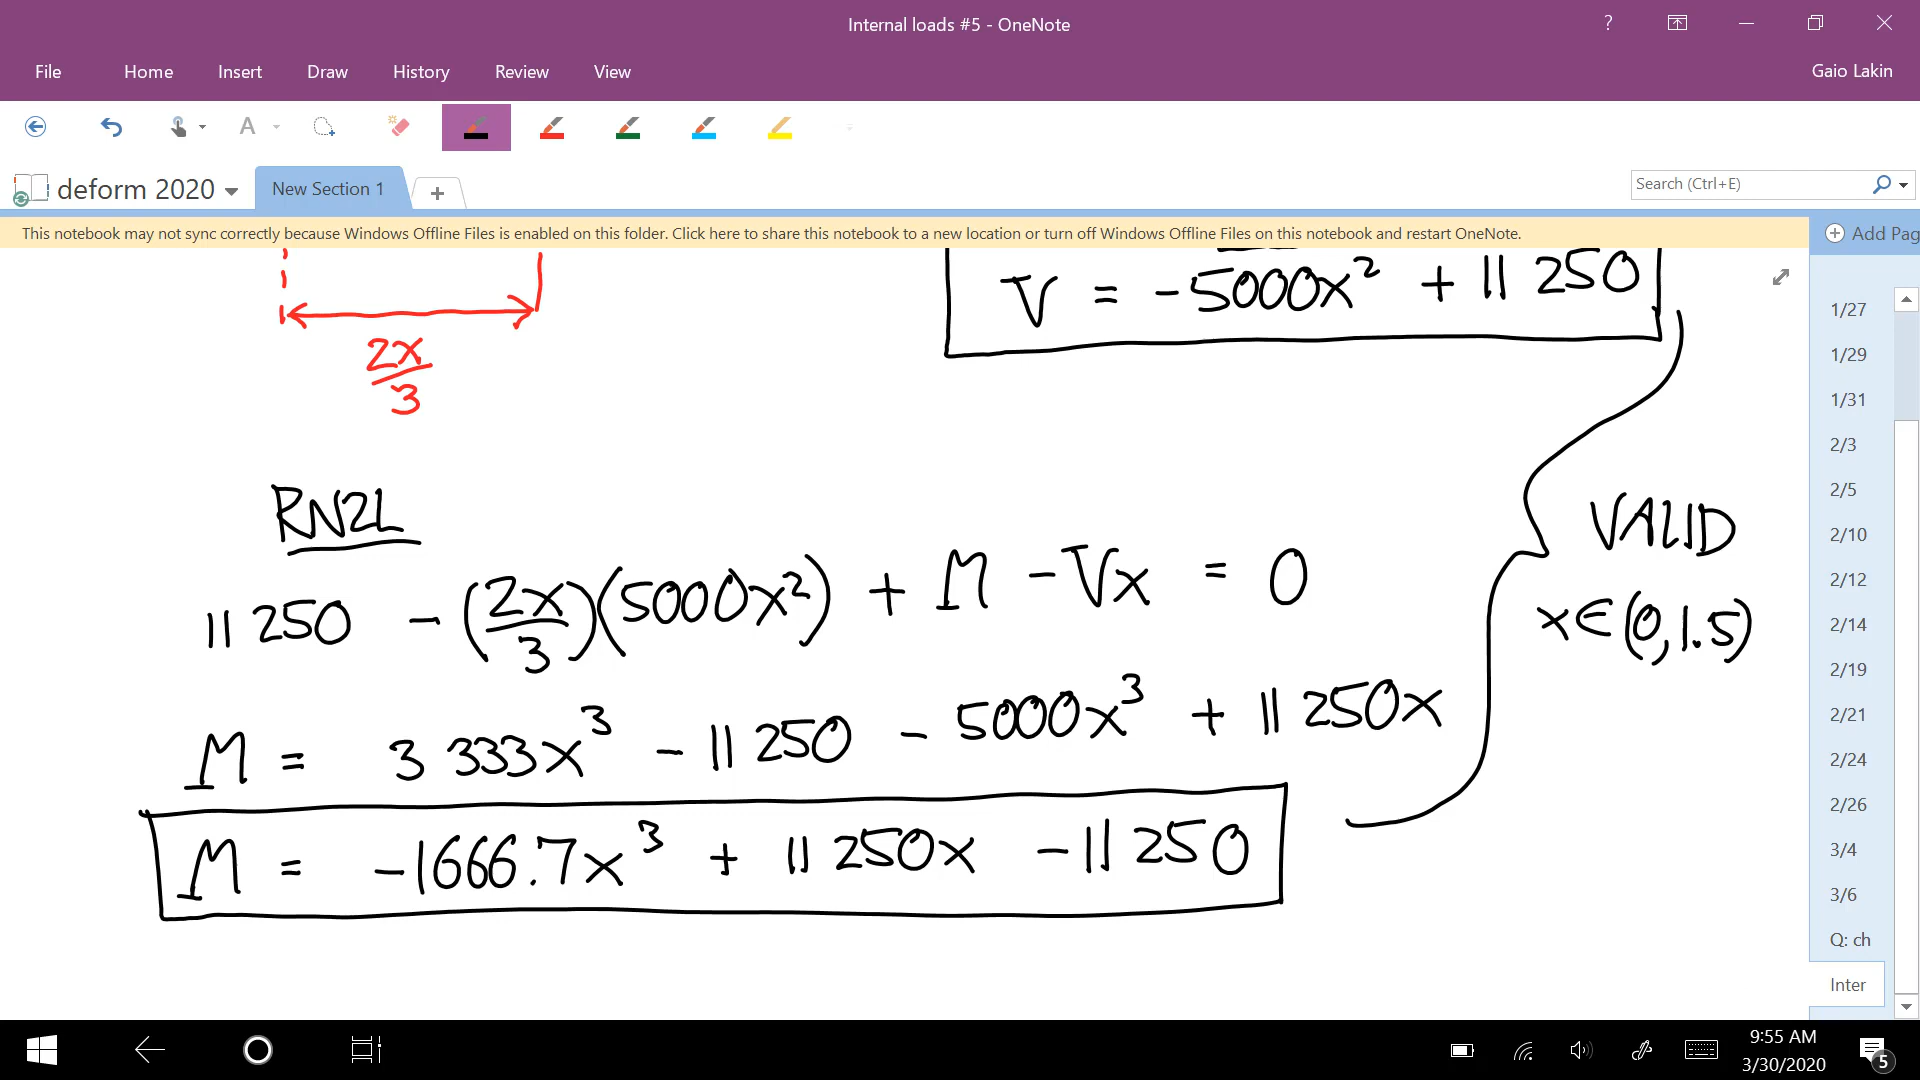 Internal loads #5 - OneNote
?
File Home Insert Draw History Review View
Gaio Lakin
A
deform 2020
New Section 1
+
Search (Ctrl+E)
This notebook may not sync correctly because Windows Offline Files is enabled on this folder. Click here to share this notebook to a new location or turn off Windows Offline Files on this notebook and restart OneNote.
Add Pag
V = -5000x² + 11 250
2x/3
RN2L
11 250 - (2x/3)(5000x²) + M - Vx = 0
M = 3 333x³ - 11 250 - 5000x³ + 11 250x
M = -1666.7x³ + 11 250x - 11 250
VALID
x∈(0,1.5)
1/27
1/29
1/31
2/3
2/5
2/10
2/12
2/14
2/19
2/21
2/24
2/26
3/4
3/6
Q: ch
Inter
9:55 AM
3/30/2020
5